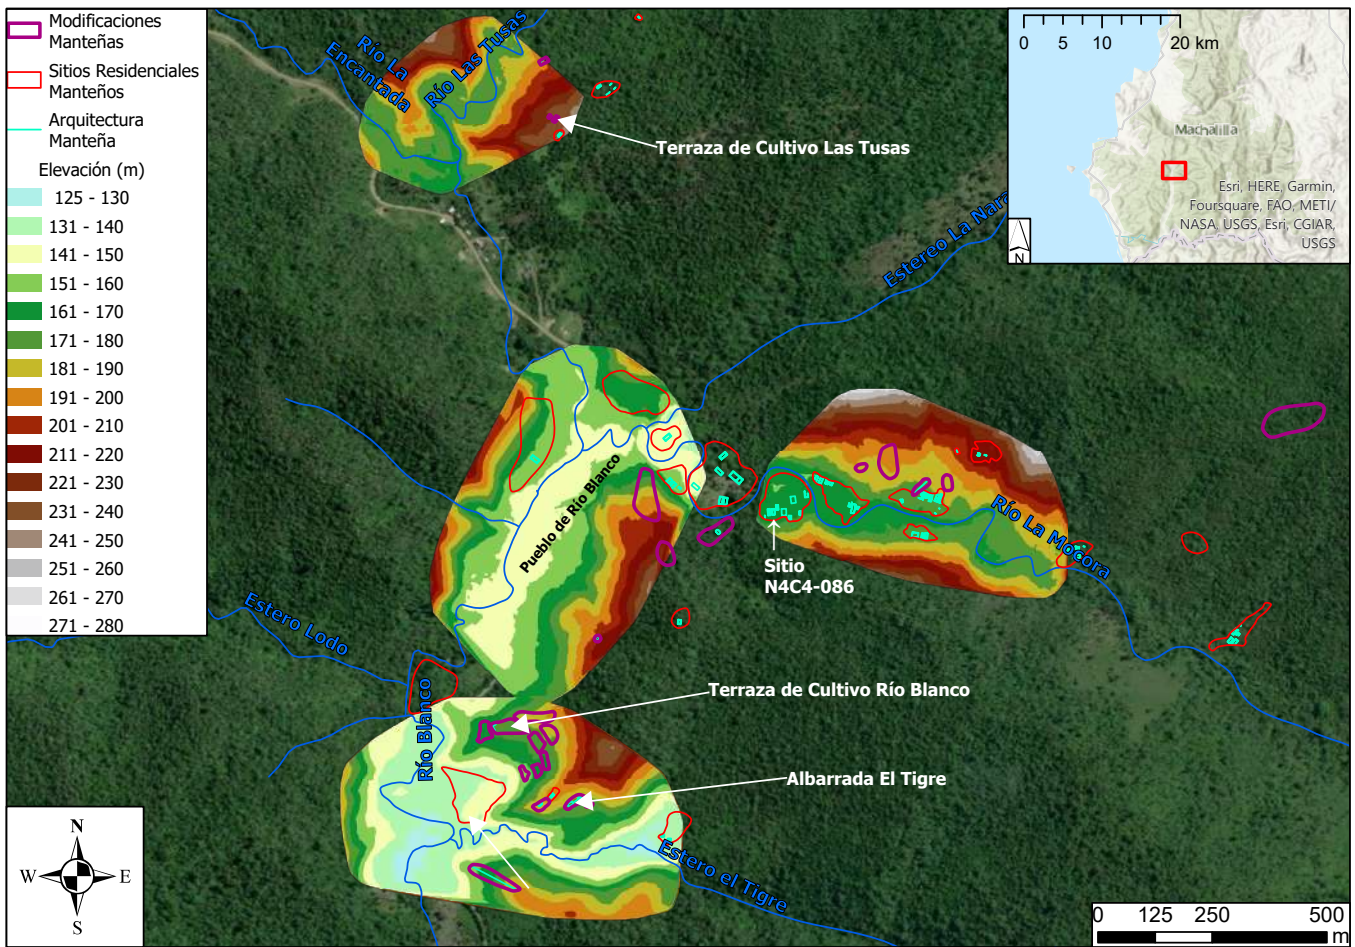 Modificaciones
Manteñas
Sitios Residenciales
Manteños
Arquitectura
Manteña
Elevación (m)
125 - 130
131 - 140
141 - 150
151 - 160
161 - 170
171 - 180
181 - 190
191 - 200
201 - 210
211 - 220
221 - 230
231 - 240
241 - 250
251 - 260
261 - 270
271 - 280
Río La
Encantada
Río Las Tusas
Terraza de Cultivo Las Tusas
Estereo La Nara
0 5 10 20 km
Machalilla
Esri, HERE, Garmin,
Foursquare, FAO, METI/
NASA, USGS, Esri, CGIAR,
USGS
N
Pueblo de Río Blanco
Sitio
N4C4-086
Río La Mocora
Estero Lodo
Río Blanco
Terraza de Cultivo Río Blanco
Albarrada El Tigre
Estero el Tigre
N
W E
S
0 125 250 500
m